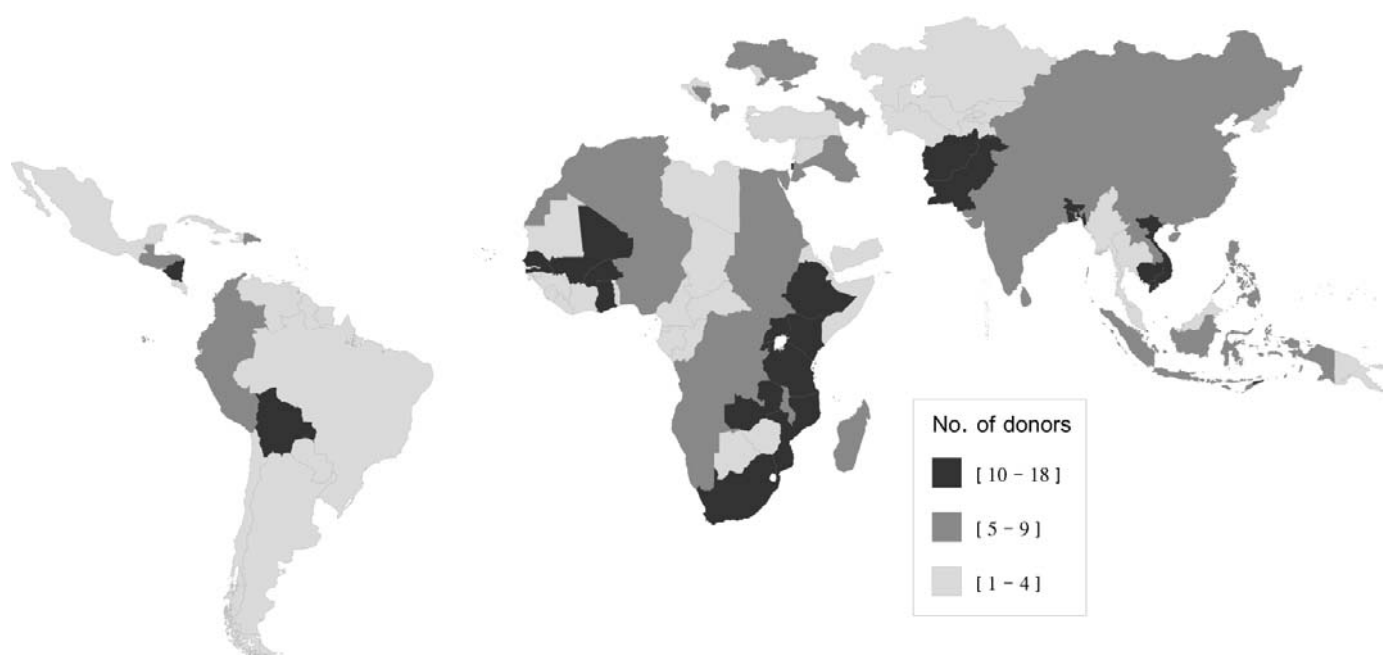 No. of donors
[ 10 – 18 ]
[ 5 – 9 ]
[ 1 – 4 ]